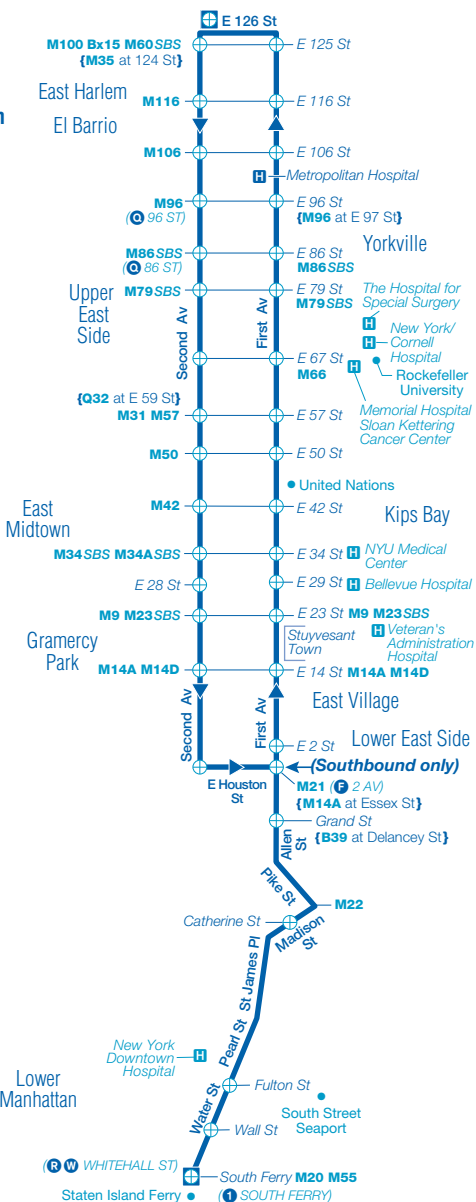 E 126 St
M100 Bx15 M60SBS
E 125 St
{M35 at 124 St}
East Harlem
M116
E 116 St
n
El Barrio
M106
E 106 St
H Metropolitan Hospital
M96
E 96 St
(Q 96 ST)
{M96 at E 97 St}
M86SBS
E 86 St
Yorkville
(Q 86 ST)
M86SBS
M79SBS
E 79 St
M79SBS
Upper
East
Side
The Hospital for
Special Surgery
H
Second Av
First Av
New York/
H Cornell
Hospital
E 67 St
M66
H
Rockefeller
University
{Q32 at E 59 St}
M31 M57
E 57 St
Memorial Hospital
Sloan Kettering
Cancer Center
M50
E 50 St
United Nations
M42
E 42 St
East
Midtown
Kips Bay
M34SBS M34ASBS
E 34 St
H NYU Medical
Center
E 28 St
E 29 St
H Bellevue Hospital
M9 M23SBS
E 23 St M9 M23SBS
Gramercy
Park
Stuyvesant
Town
H Veteran's
Administration
Hospital
M14A M14D
E 14 St M14A M14D
East Village
Second Av
First Av
E 2 St
Lower East Side
(Southbound only)
E Houston
St
M21 (F 2 AV)
{M14A at Essex St}
Grand St
Allen
St
{B39 at Delancey St}
Pike St
M22
Catherine St
Madison
St
St James Pl
Pearl St
New York
Downtown
Hospital
H
Lower
Manhattan
Water St
Fulton St
South Street
Seaport
Wall St
(R W WHITEHALL ST)
South Ferry M20 M55
Staten Island Ferry
(1 SOUTH FERRY)